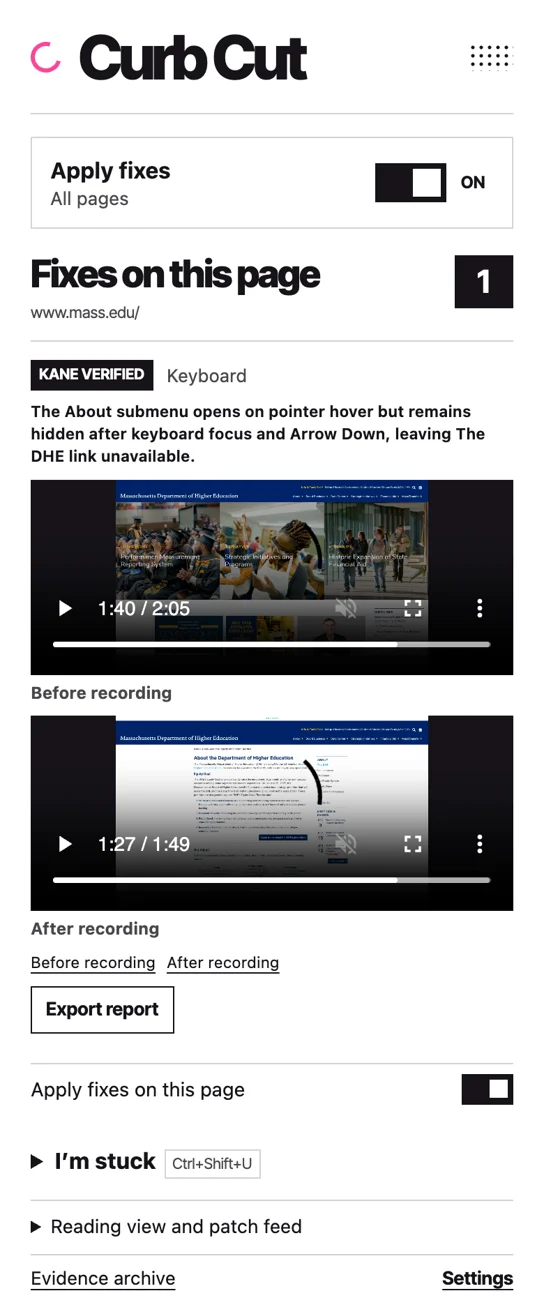 Curb Cut
Apply fixes
All pages
ON
Fixes on this page
1
www.mass.edu/
KANE VERIFIED
Keyboard
The About submenu opens on pointer hover but remains
hidden after keyboard focus and Arrow Down, leaving The
DHE link unavailable.
Massachusetts Department of Higher Education
Performance Measurement
Reporting System
Strategic Initiatives and
Programs
Historic Expansion of State
Financial Aid
1:40 / 2:05
Before recording
Massachusetts Department of Higher Education
About the Department of Higher Education
1:27 / 1:49
After recording
Before recording
After recording
Export report
Apply fixes on this page
I’m stuck
Ctrl+Shift+U
Reading view and patch feed
Evidence archive
Settings